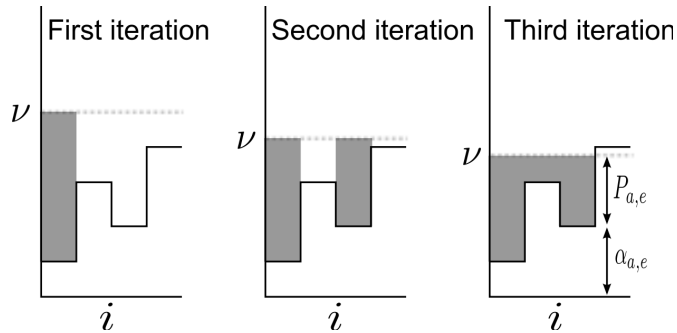 First iteration
Second iteration
Third iteration
ν
ν
ν
P_{a,e}
α_{a,e}
i
i
i